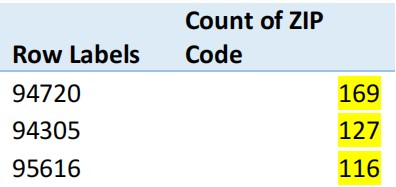 Count of ZIP
Row Labels Code
94720 169
94305 127
95616 116